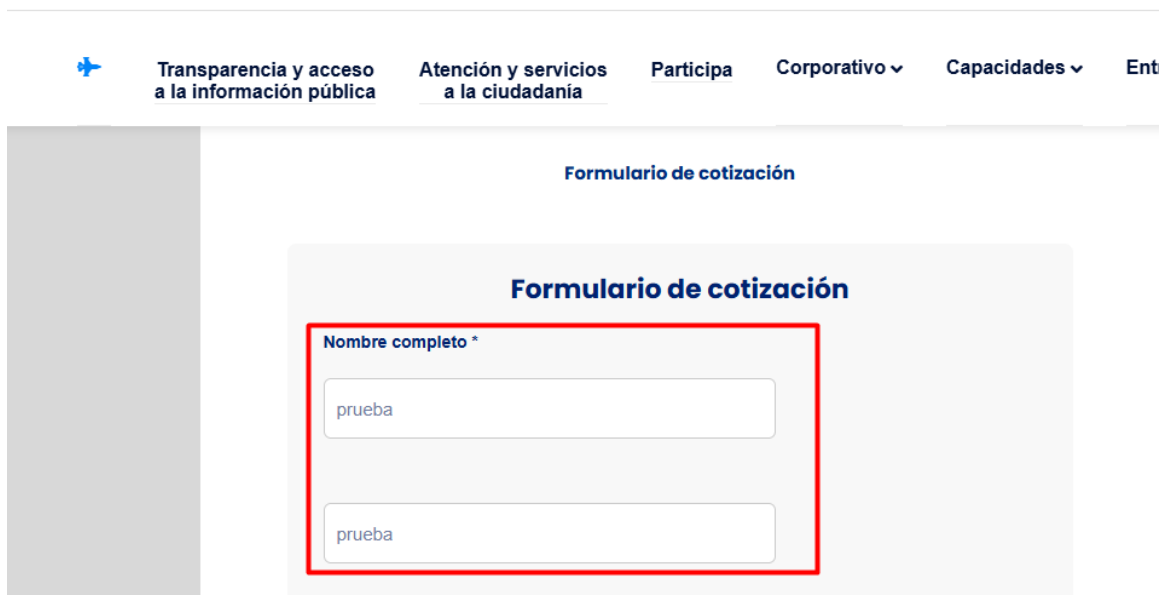 Transparencia y acceso
a la información pública
Atención y servicios
a la ciudadanía
Participa
Corporativo
Capacidades
Formulario de cotización
Formulario de cotización
Nombre completo *
prueba
prueba